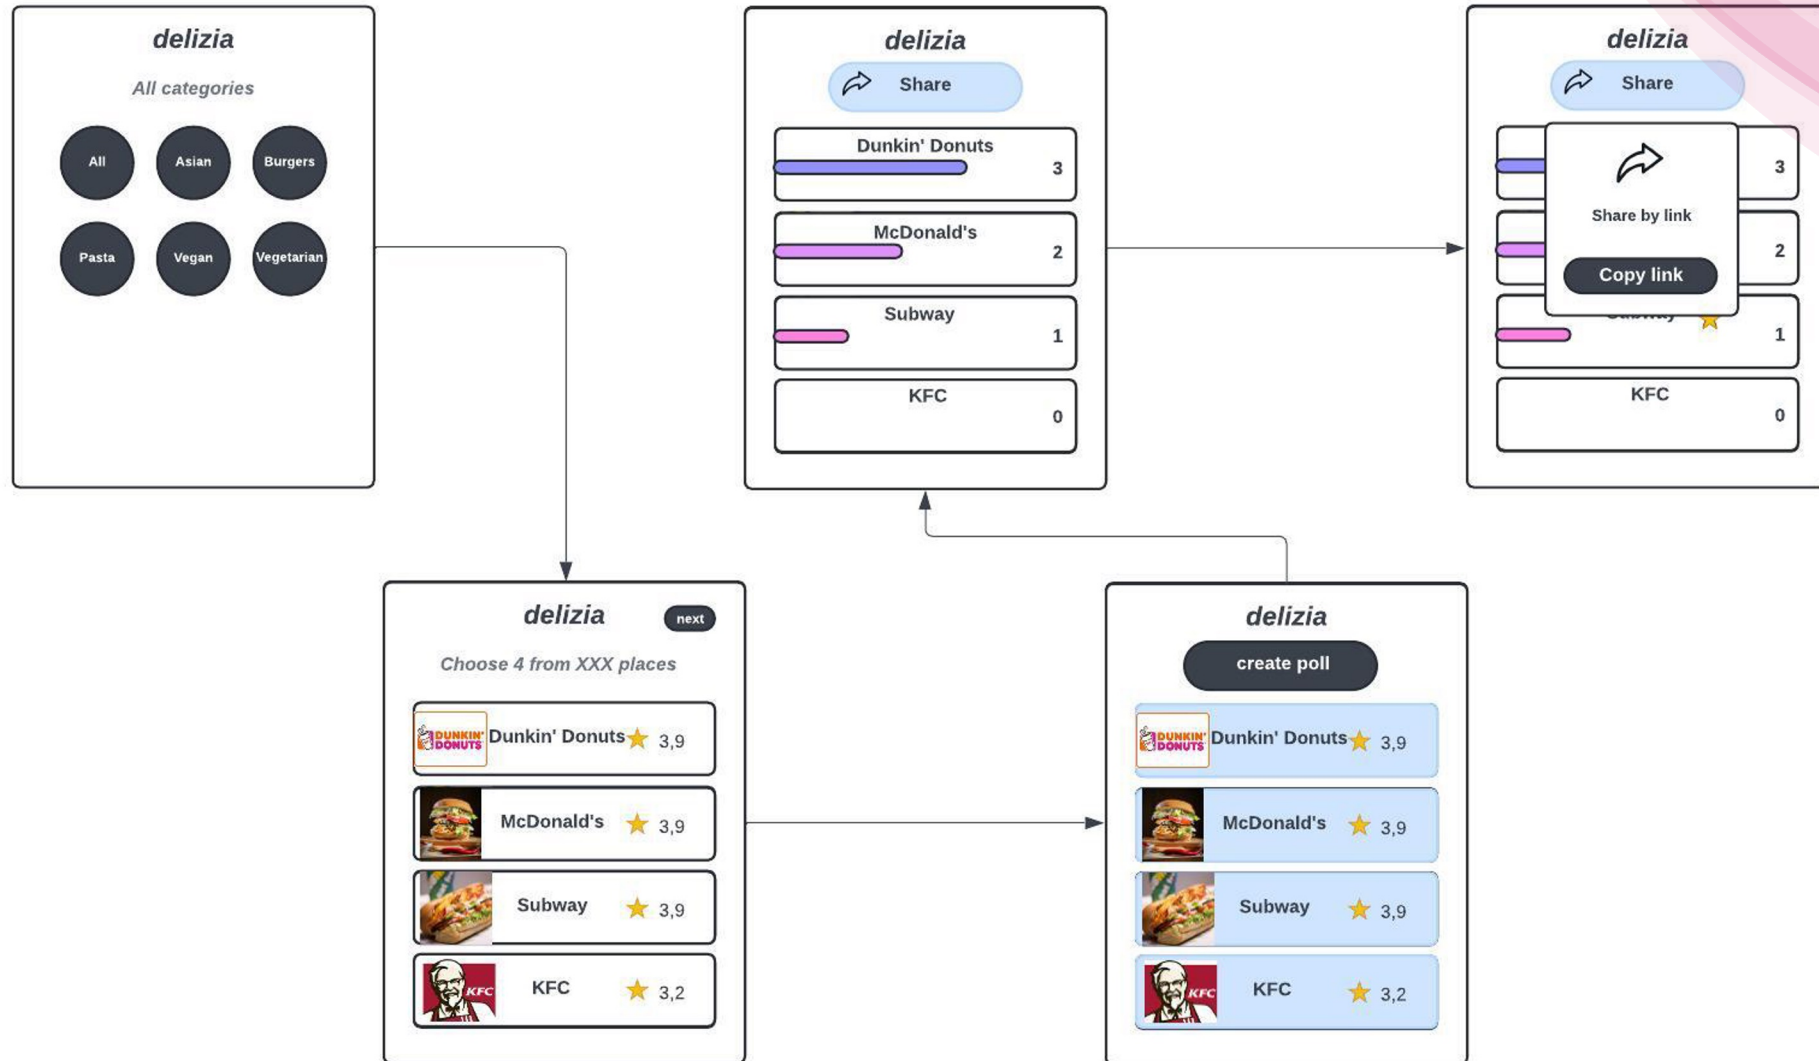 delizia
All categories
All
Asian
Burgers
Pasta
Vegan
Vegetarian
delizia
next
Choose 4 from XXX places
DUNKIN' DONUTS
Dunkin' Donuts
3,9
McDonald's
3,9
Subway
3,9
KFC
KFC
3,2
delizia
create poll
DUNKIN' DONUTS
Dunkin' Donuts
3,9
McDonald's
3,9
Subway
3,9
KFC
KFC
3,2
delizia
Share
Dunkin' Donuts
3
McDonald's
2
Subway
1
KFC
0
delizia
Share
3
Share by link
2
Copy link
Subway
1
KFC
0